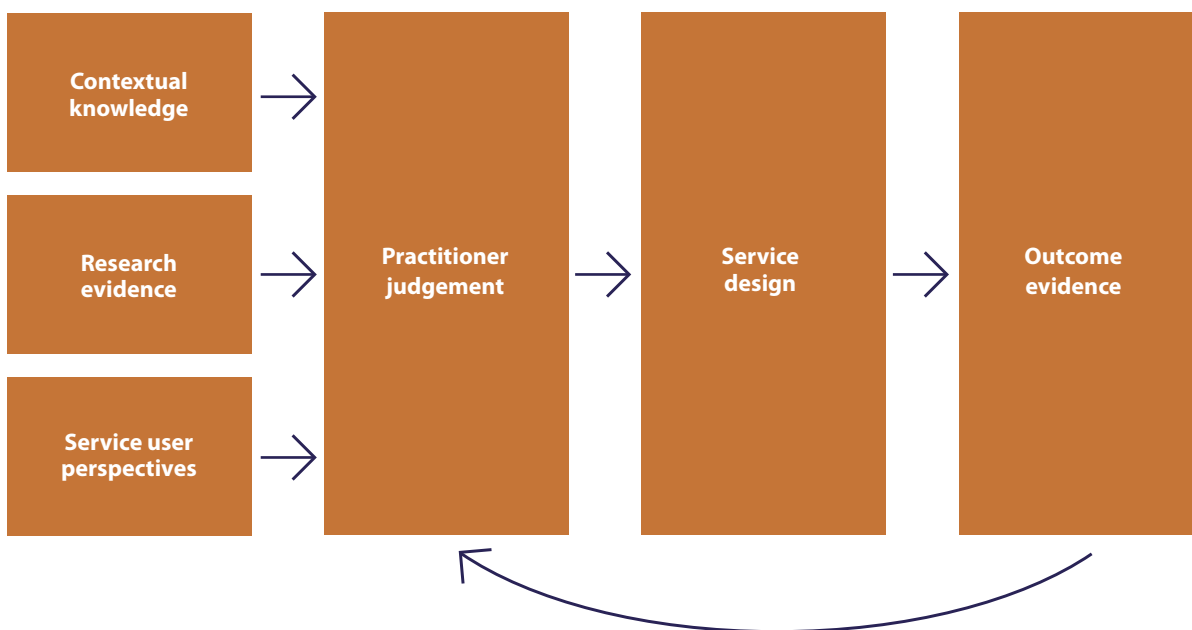 Contextual
knowledge
Research
evidence
Service user
perspectives
Practitioner
judgement
Service
design
Outcome
evidence